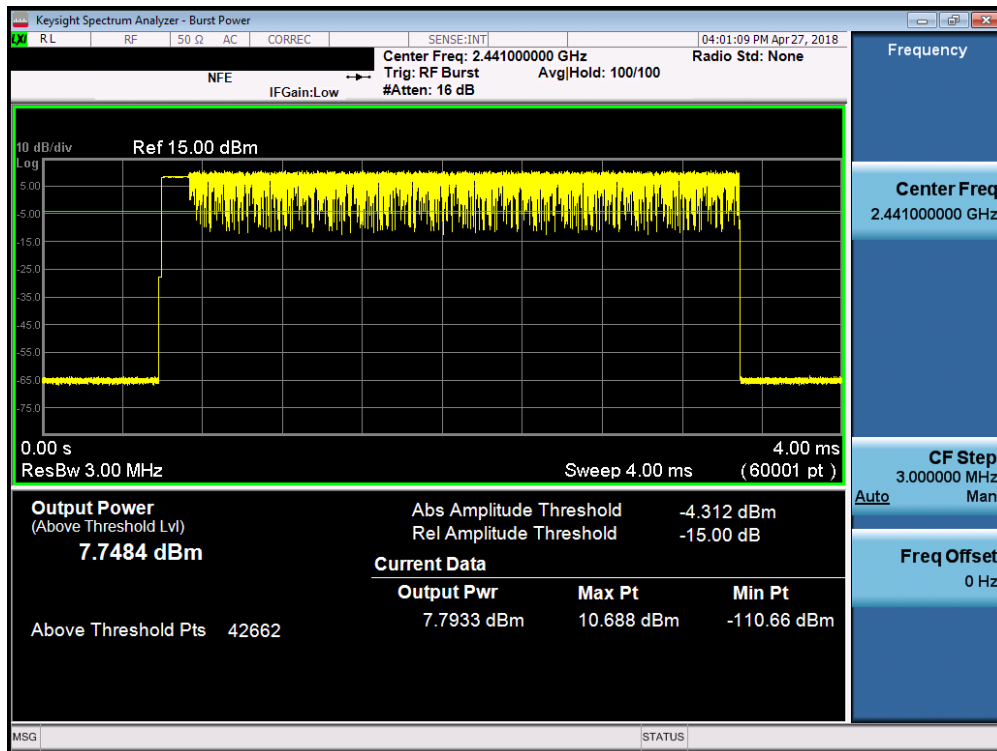 Keysight Spectrum Analyzer - Burst Power
LXI RL RF 50 Ω AC CORREC SENSE:INT 04:01:09 PM Apr 27, 2018
Center Freq: 2.441000000 GHz Radio Std: None
NFE Trig: RF Burst Avg|Hold: 100/100
IFGain:Low #Atten: 16 dB
Frequency
10 dB/div Ref 15.00 dBm
Log
5.00
-5.00
-15.0
-25.0
-35.0
-45.0
-55.0
-65.0
-75.0
0.00 s 4.00 ms
ResBw 3.00 MHz Sweep 4.00 ms (60001 pt)
Center Freq
2.441000000 GHz
CF Step
3.000000 MHz
Auto Man
Freq Offset
0 Hz
Output Power
(Above Threshold Lvl)
7.7484 dBm
Above Threshold Pts 42662
Abs Amplitude Threshold -4.312 dBm
Rel Amplitude Threshold -15.00 dB
Current Data
Output Pwr Max Pt Min Pt
7.7933 dBm 10.688 dBm -110.66 dBm
MSG STATUS